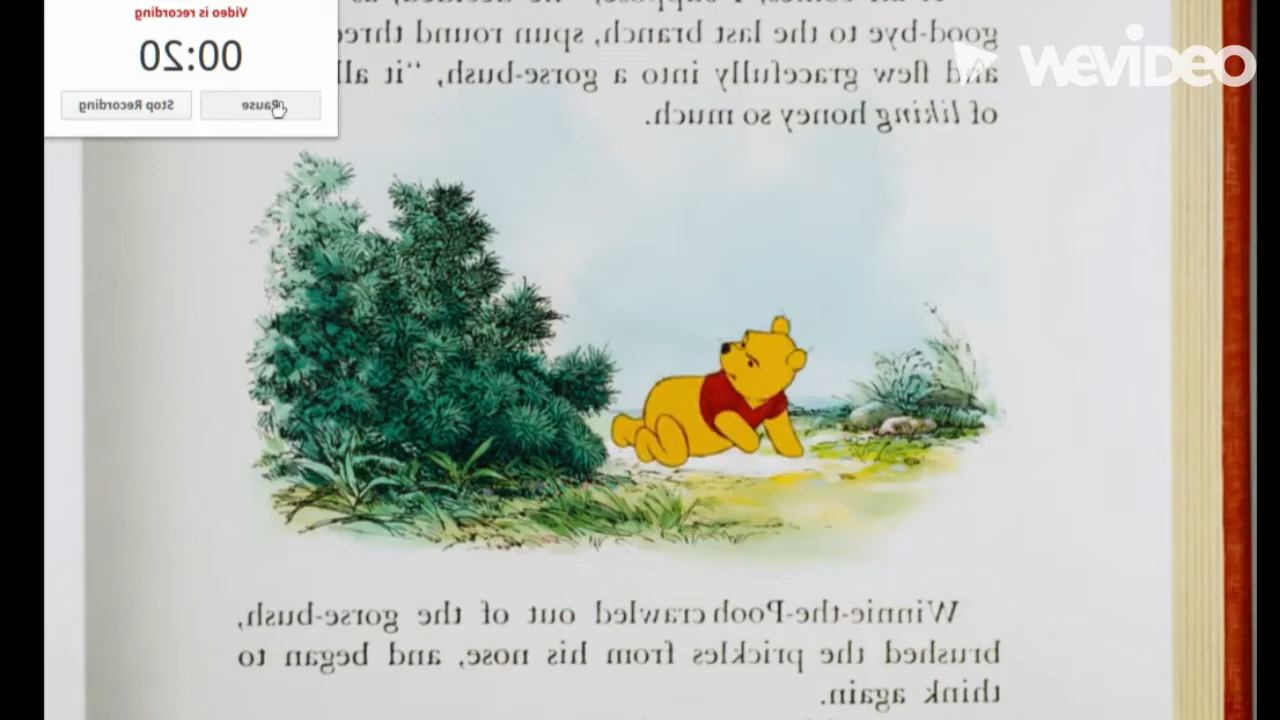 Video is recording
00:20
Pause
Stop Recording
WEVIDEO
good-bye to the last branch, spun round three
and flew gracefully into a gorse-bush, "it all
of liking honey so much.
Winnie-the-Pooh crawled out of the gorse-bush,
brushed the prickles from his nose, and began to
think again.